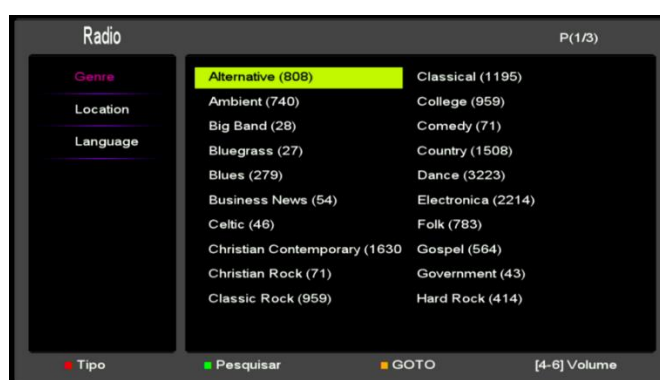 Radio
P(1/3)
Genre
Location
Language
Alternative (808)
Ambient (740)
Big Band (28)
Bluegrass (27)
Blues (279)
Business News (54)
Celtic (46)
Christian Contemporary (1630
Christian Rock (71)
Classic Rock (959)
Classical (1195)
College (959)
Comedy (71)
Country (1508)
Dance (3223)
Electronica (2214)
Folk (783)
Gospel (564)
Government (43)
Hard Rock (414)
Tipo
Pesquisar
GOTO
[4-6] Volume